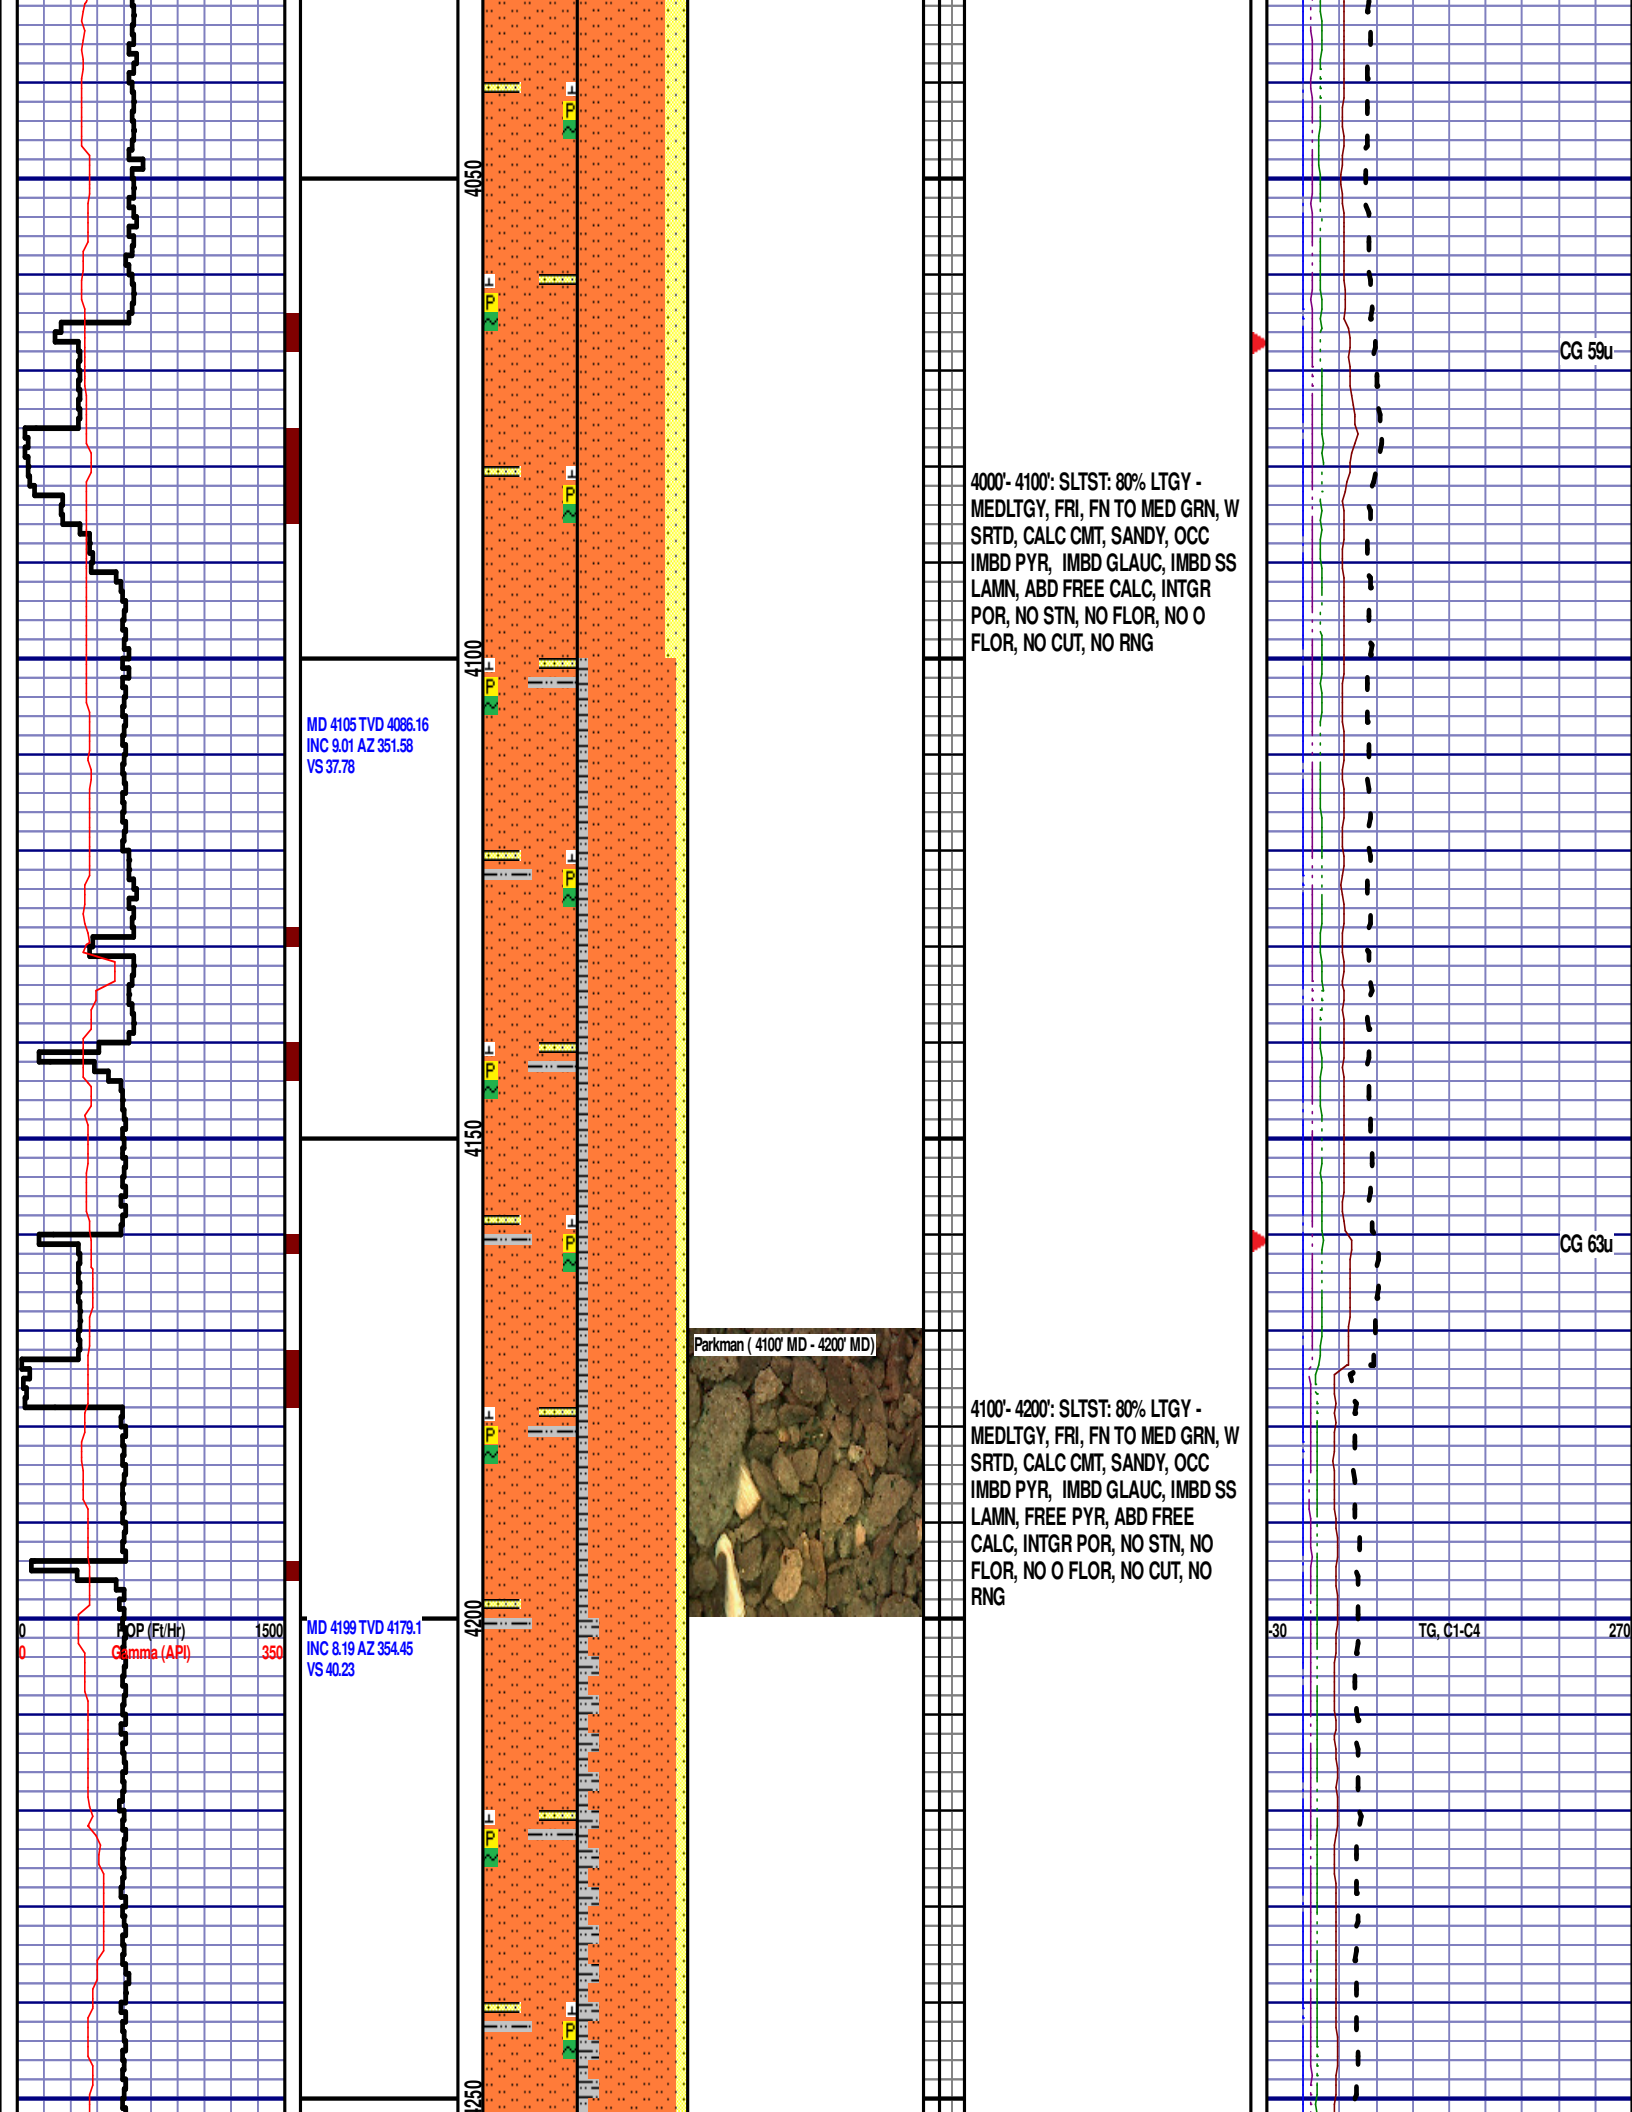 P
4050
P
CG 59u
P
4000'- 4100': SLTST: 80% LTGY -
MEDLTGY, FRI, FN TO MED GRN, W
SRTD, CALC CMT, SANDY, OCC
IMBD PYR, IMBD GLAUC, IMBD SS
LAMN, ABD FREE CALC, INTGR
POR, NO STN, NO FLOR, NO O
FLOR, NO CUT, NO RNG
4100
P
MD 4105 TVD 4086.16
INC 9.01 AZ 351.58
VS 37.78
P
P
4150
P
CG 63u
Parkman ( 4100' MD - 4200' MD)
P
4100'- 4200': SLTST: 80% LTGY -
MEDLTGY, FRI, FN TO MED GRN, W
SRTD, CALC CMT, SANDY, OCC
IMBD PYR, IMBD GLAUC, IMBD SS
LAMN, FREE PYR, ABD FREE
CALC, INTGR POR, NO STN, NO
FLOR, NO O FLOR, NO CUT, NO
RNG
4200
0 ROP (Ft/Hr) 1500
0 Gamma (API) 350
MD 4199 TVD 4179.1
INC 8.19 AZ 354.45
VS 40.23
-30 TG, C1-C4 270
P
P
4250